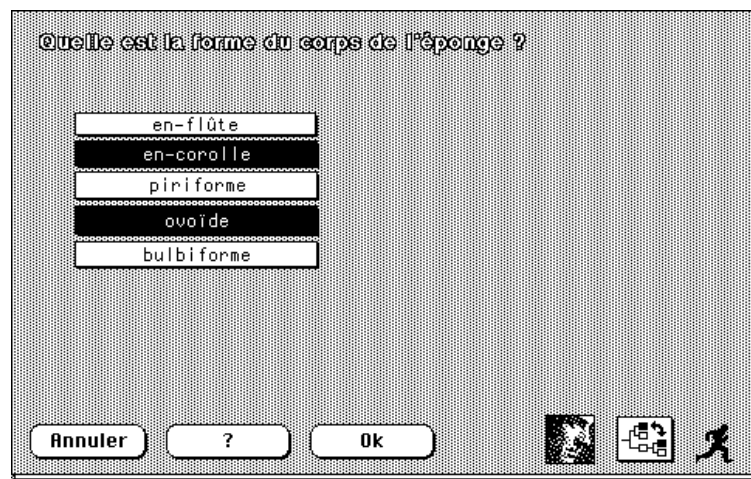 Quelle est la forme du corps de l'éponge ?
en-flûte
en-corolle
piriforme
ovoïde
bulbiforme
Annuler ? Ok